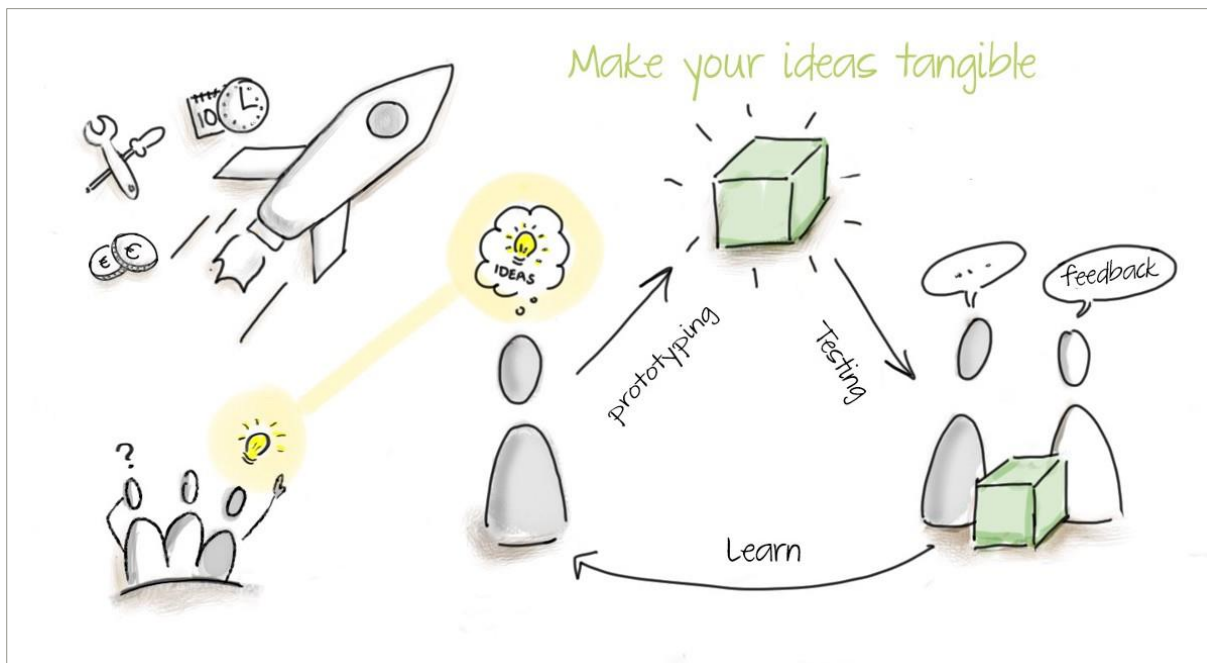 Make your ideas tangible
10
€ €
IDEAS
?
prototyping
Testing
...
feedback
Learn